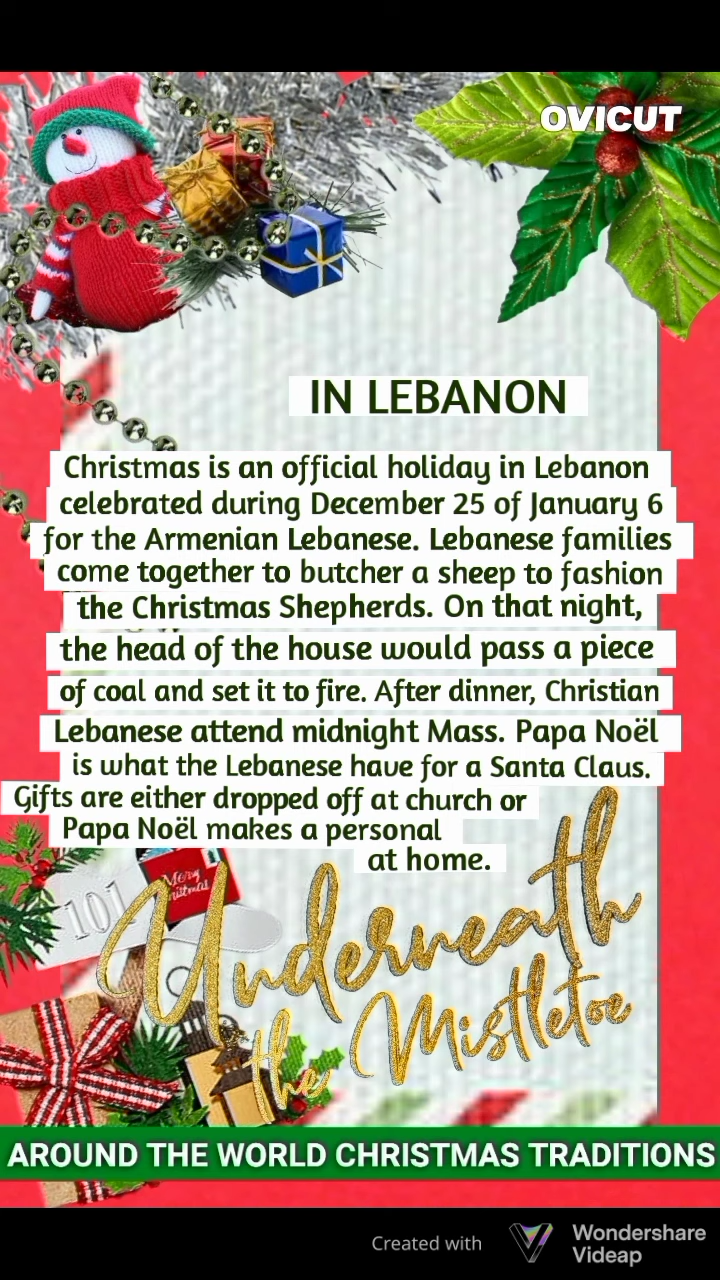 OVICUT
IN LEBANON
Christmas is an official holiday in Lebanon
celebrated during December 25 of January 6
for the Armenian Lebanese. Lebanese families
come together to butcher a sheep to fashion
the Christmas Shepherds. On that night,
the head of the house would pass a piece
of coal and set it to fire. After dinner, Christian
Lebanese attend midnight Mass. Papa Noël
is what the Lebanese have for a Santa Claus.
Gifts are either dropped off at church or
Papa Noël makes a personal
at home.
101
Merry
Underneath
the Mistletoe
AROUND THE WORLD CHRISTMAS TRADITIONS
Created with
Wondershare
Videap